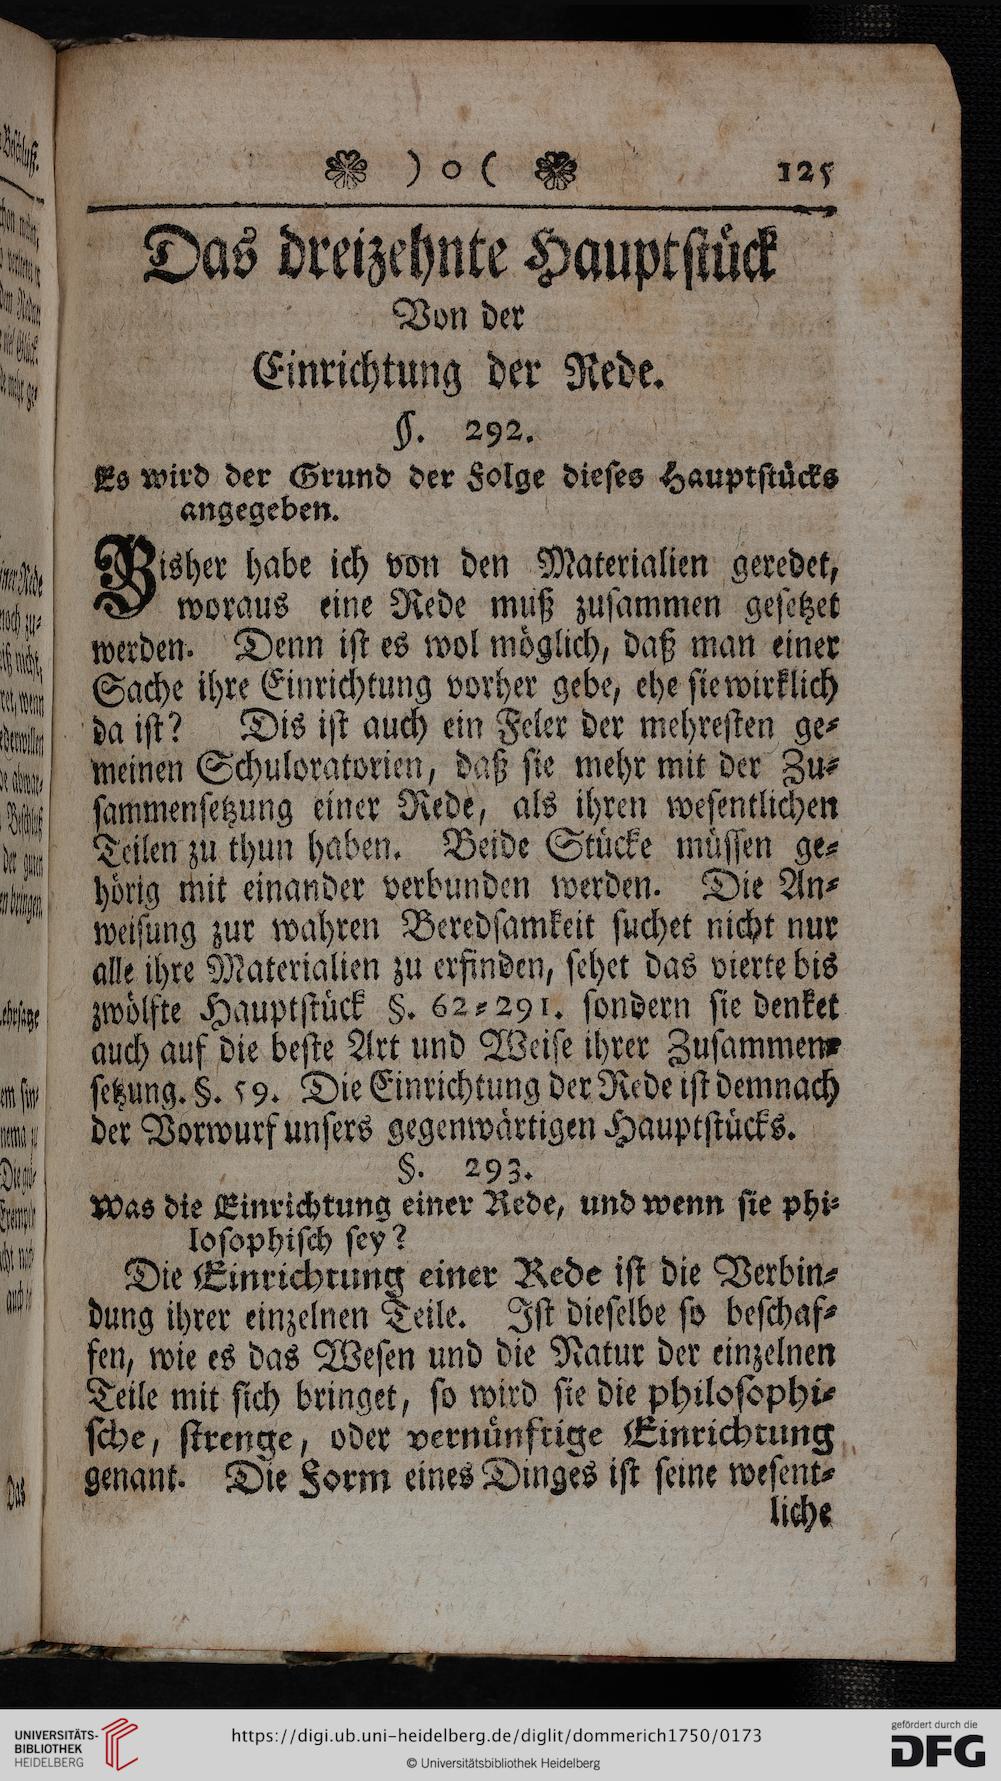 ) o ( 125
Das dreizehnte Hauptstück
Von der
Einrichtung der Rede.
§. 292.
Es wird der Grund der Folge dieses Hauptstücks
angegeben.
Bisher habe ich von den Materialien geredet,
woraus eine Rede muß zusammen gesetzet
werden. Denn ist es wol möglich, daß man einer
Sache ihre Einrichtung vorher gebe, ehe sie wirklich
da ist? Dis ist auch ein Feler der mehresten ge⸗
meinen Schuloratorien, daß sie mehr mit der Zu⸗
sammensetzung einer Rede, als ihren wesentlichen
Teilen zu thun haben. Beide Stücke müssen ge⸗
hörig mit einander verbunden werden. Die An⸗
weisung zur wahren Beredsamkeit suchet nicht nur
alle ihre Materialien zu erfinden, sehet das vierte bis
zwölfte Hauptstück §. 62⸗291. sondern sie denket
auch auf die beste Art und Weise ihrer Zusammen⸗
setzung. §. 59. Die Einrichtung der Rede ist demnach
der Vorwurf unsers gegenwärtigen Hauptstücks.
§. 293.
Was die Einrichtung einer Rede, und wenn sie phi⸗
losophisch sey?
Die Einrichtung einer Rede ist die Verbin⸗
dung ihrer einzelnen Teile. Ist dieselbe so beschaf⸗
fen, wie es das Wesen und die Natur der einzelnen
Teile mit sich bringet, so wird sie die philosophi⸗
sche, strenge, oder vernünftige Einrichtung
genant. Die Form eines Dinges ist seine wesent⸗
liche
Das
UNIVERSITÄTS-
BIBLIOTHEK
HEIDELBERG
https://digi.ub.uni-heidelberg.de/diglit/dommerich1750/0173
© Universitätsbibliothek Heidelberg
gefördert durch die
DFG